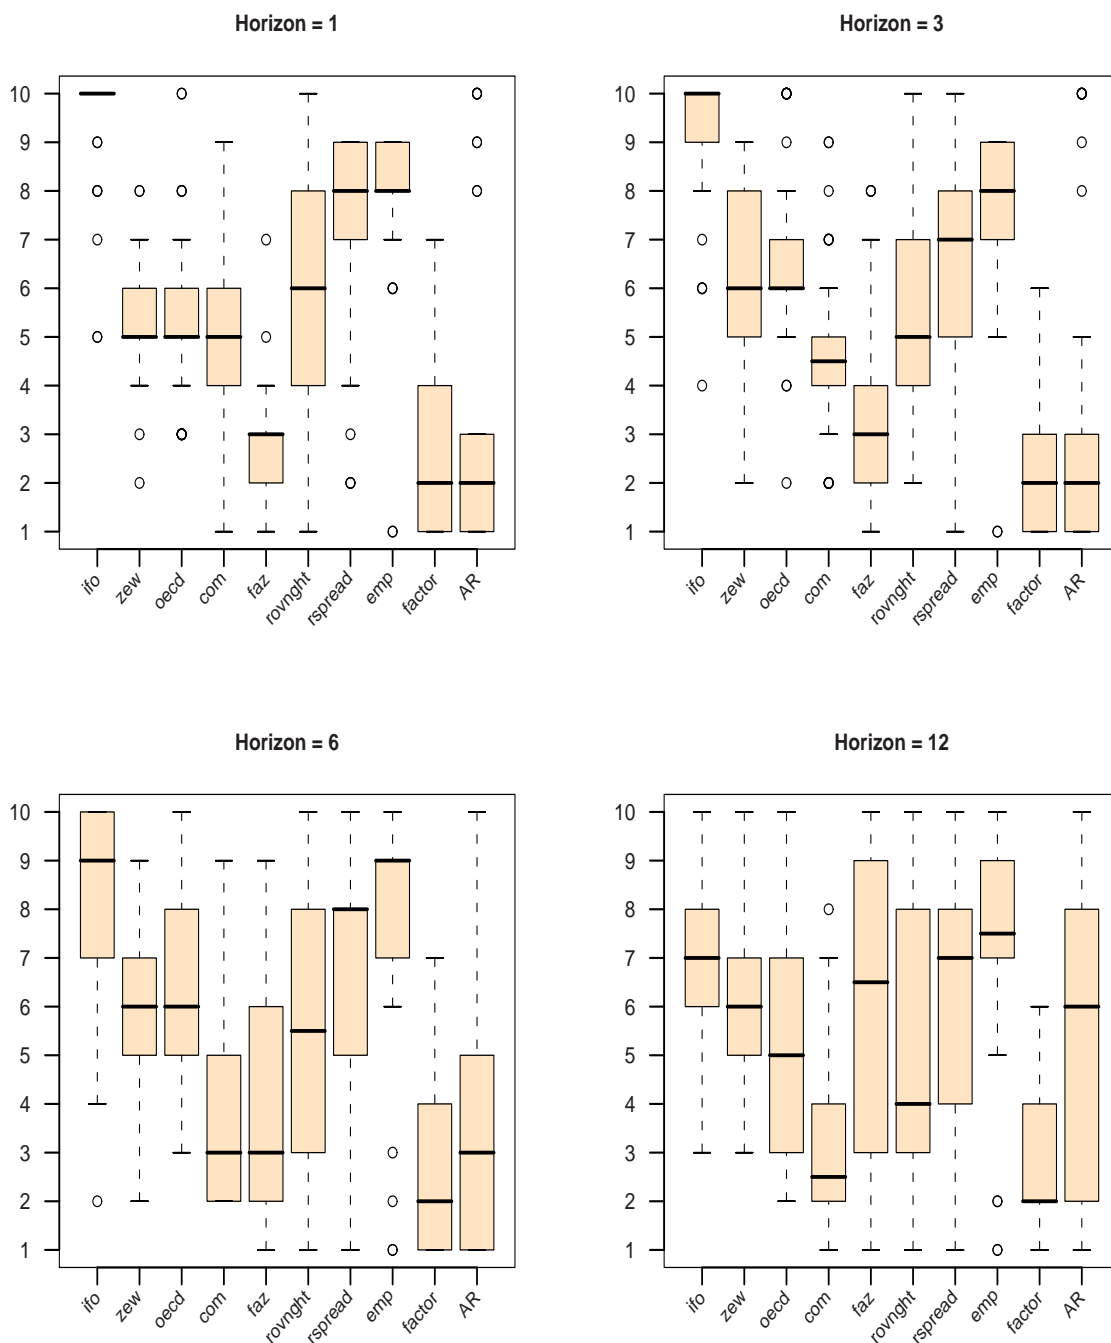 Horizon = 1
10
9
8
7
6
5
4
3
2
1
ifo
zew
oecd
com
faz
rovnght
rspread
emp
factor
AR
Horizon = 3
10
9
8
7
6
5
4
3
2
1
ifo
zew
oecd
com
faz
rovnght
rspread
emp
factor
AR
Horizon = 6
10
9
8
7
6
5
4
3
2
1
ifo
zew
oecd
com
faz
rovnght
rspread
emp
factor
AR
Horizon = 12
10
9
8
7
6
5
4
3
2
1
ifo
zew
oecd
com
faz
rovnght
rspread
emp
factor
AR